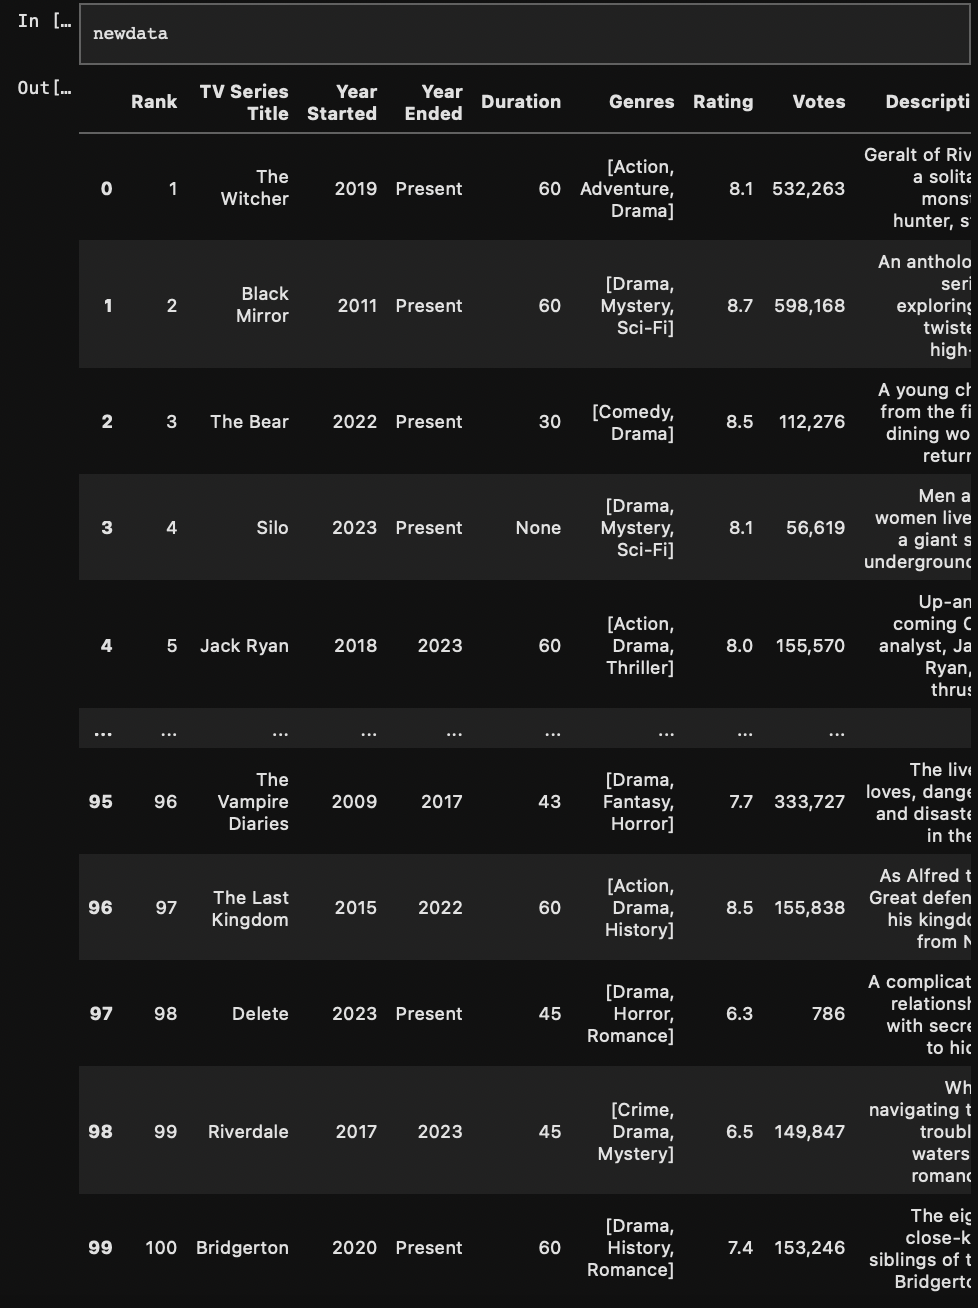 In […
newdata
Out[…
Rank TV Series Title Year Started Year Ended Duration Genres Rating Votes Descripti
0 1 The Witcher 2019 Present 60 [Action, Adventure, Drama] 8.1 532,263 Geralt of Riv a solita monst hunter, s
1 2 Black Mirror 2011 Present 60 [Drama, Mystery, Sci-Fi] 8.7 598,168 An antholo seri exploring twiste high-
2 3 The Bear 2022 Present 30 [Comedy, Drama] 8.5 112,276 A young ch from the fi dining wo return
3 4 Silo 2023 Present None [Drama, Mystery, Sci-Fi] 8.1 56,619 Men a women live a giant s underground
4 5 Jack Ryan 2018 2023 60 [Action, Drama, Thriller] 8.0 155,570 Up-an coming C analyst, Ja Ryan, thrus
... ... ... ... ... ... ... ... ...
95 96 The Vampire Diaries 2009 2017 43 [Drama, Fantasy, Horror] 7.7 333,727 The live loves, dange and disaste in the
96 97 The Last Kingdom 2015 2022 60 [Action, Drama, History] 8.5 155,838 As Alfred t Great defen his kingdo from N
97 98 Delete 2023 Present 45 [Drama, Horror, Romance] 6.3 786 A complicat relationsh with secre to hid
98 99 Riverdale 2017 2023 45 [Crime, Drama, Mystery] 6.5 149,847 Wh navigating t troubl waters romanc
99 100 Bridgerton 2020 Present 60 [Drama, History, Romance] 7.4 153,246 The eig close-k siblings of t Bridgerto